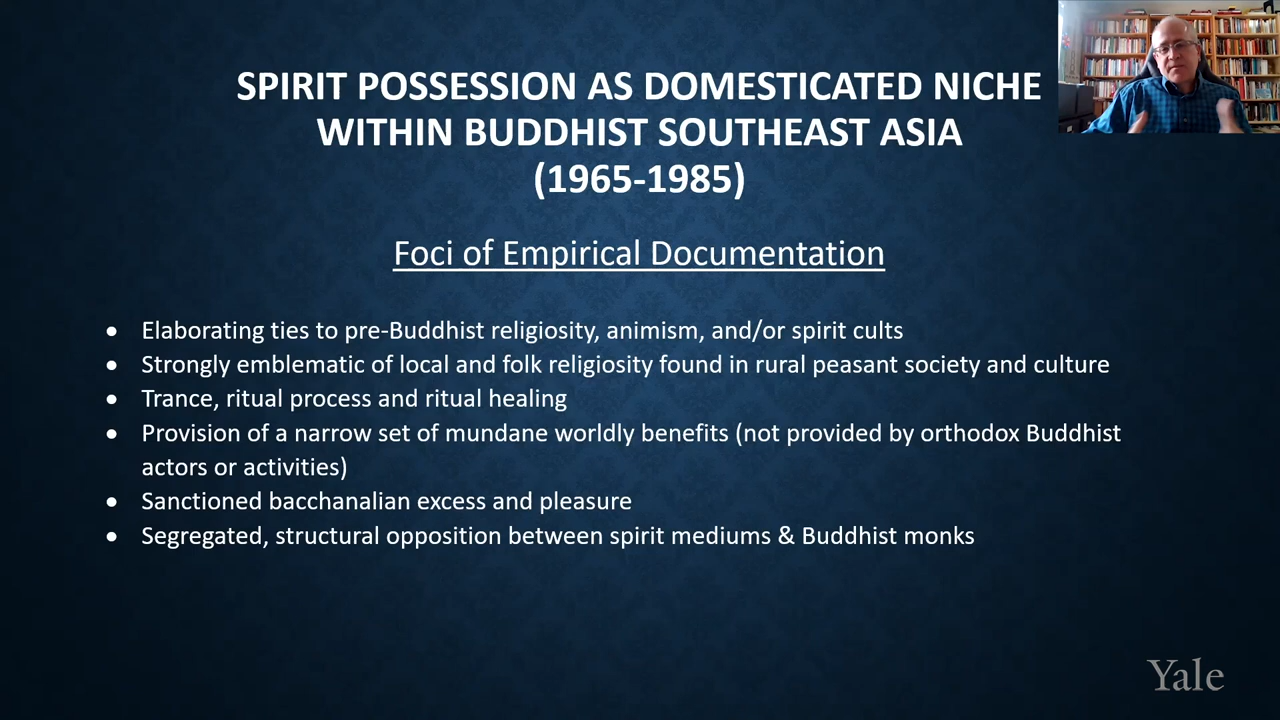 SPIRIT POSSESSION AS DOMESTICATED NICHE
WITHIN BUDDHIST SOUTHEAST ASIA
(1965-1985)
Foci of Empirical Documentation
• Elaborating ties to pre-Buddhist religiosity, animism, and/or spirit cults
• Strongly emblematic of local and folk religiosity found in rural peasant society and culture
• Trance, ritual process and ritual healing
• Provision of a narrow set of mundane worldly benefits (not provided by orthodox Buddhist
actors or activities)
• Sanctioned bacchanalian excess and pleasure
• Segregated, structural opposition between spirit mediums & Buddhist monks
Yale